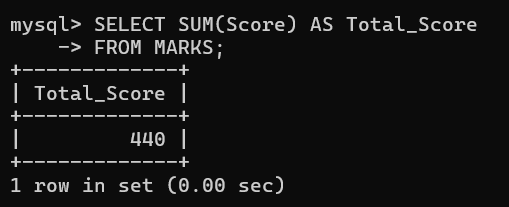 mysql> SELECT SUM(Score) AS Total_Score
    -> FROM MARKS;
+-------------+
| Total_Score |
+-------------+
|         440 |
+-------------+
1 row in set (0.00 sec)